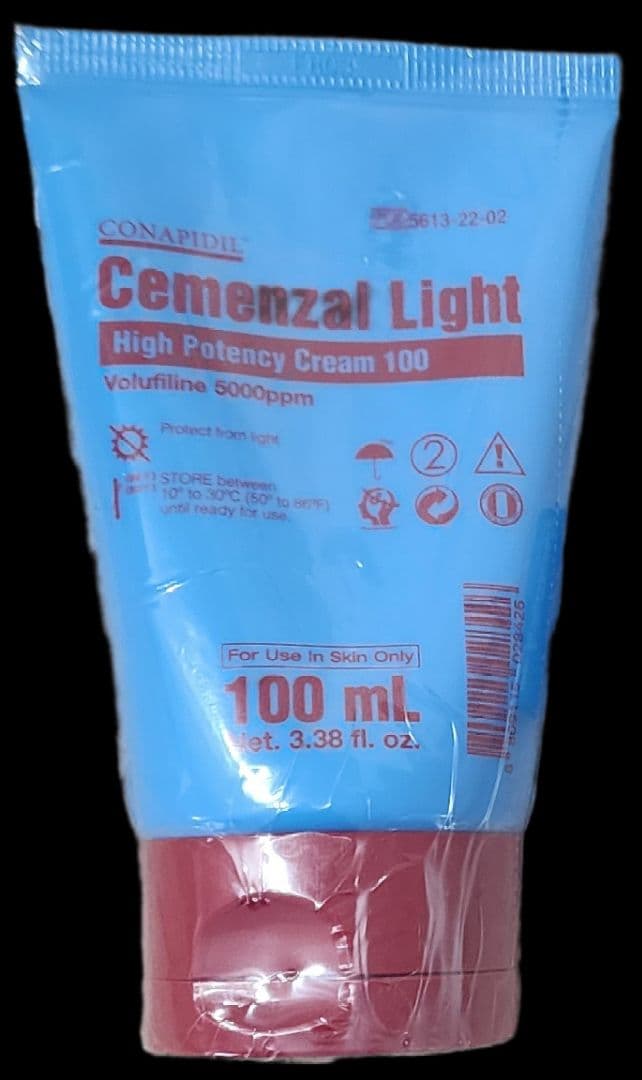 CONAPIDIL
5613-22-02
Cemenzal Light
High Potency Cream 100
Volufiline 5000ppm
Protect from light
STORE between
10° to 30°C (50° to 86°F)
until ready for use.
2
For Use In Skin Only
100 mL
Net. 3.38 fl. oz.